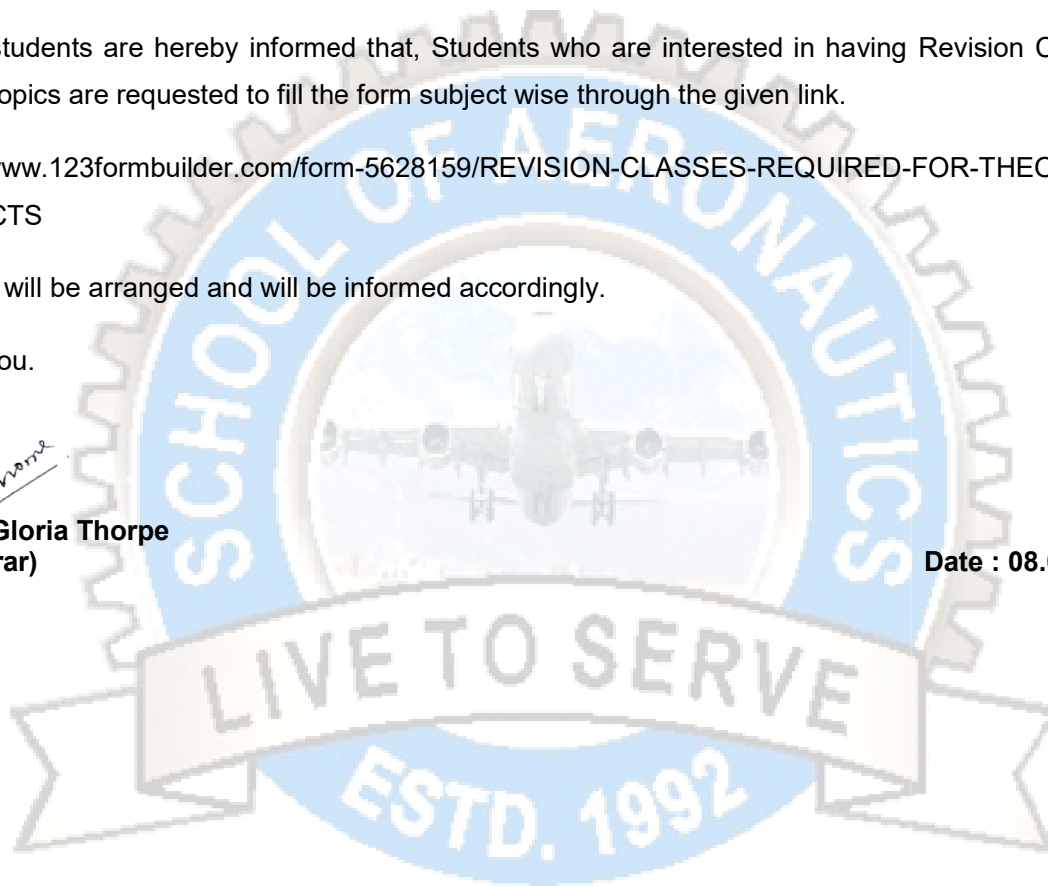 students are hereby informed that, Students who are interested in having Revision C
opics are requested to fill the form subject wise through the given link.
www.123formbuilder.com/form-5628159/REVISION-CLASSES-REQUIRED-FOR-THEO
CTS
will be arranged and will be informed accordingly.
ou.
Gloria Thorpe
rar)
Date : 08.0
SCHOOL OF AERONAUTICS
LIVE TO SERVE
ESTD. 1992